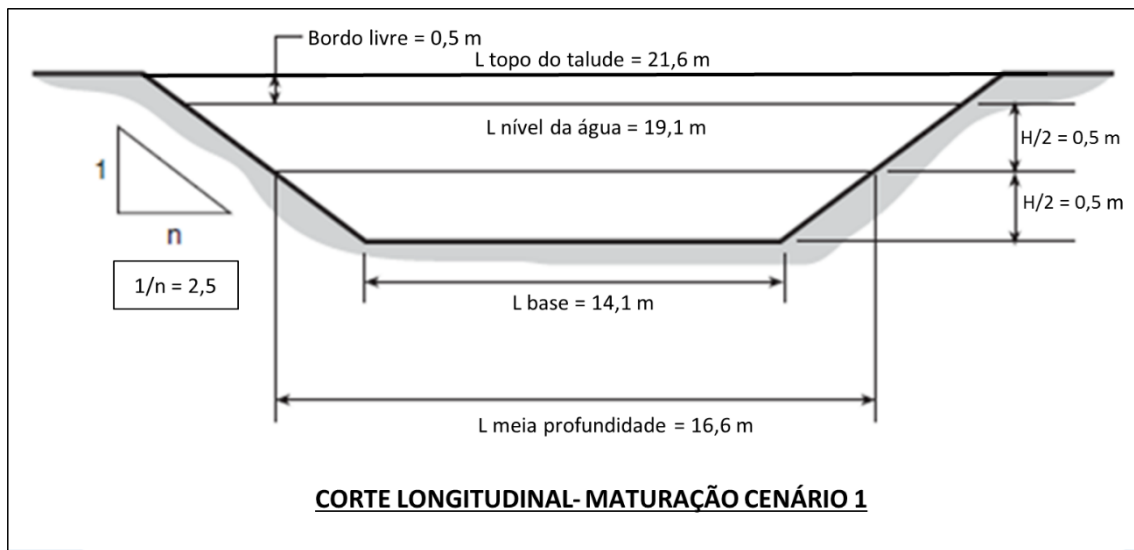 Bordo livre = 0,5 m
L topo do talude = 21,6 m
L nível da água = 19,1 m
H/2 = 0,5 m
1
H/2 = 0,5 m
n
1/n = 2,5
L base = 14,1 m
L meia profundidade = 16,6 m
CORTE LONGITUDINAL- MATURAÇÃO CENÁRIO 1